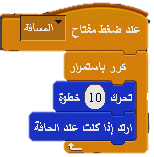 عند ضغط مفتاح المسافة
كرر باستمرار
تحرك 10 خطوة
ارتد إذا كنت عند الحافة